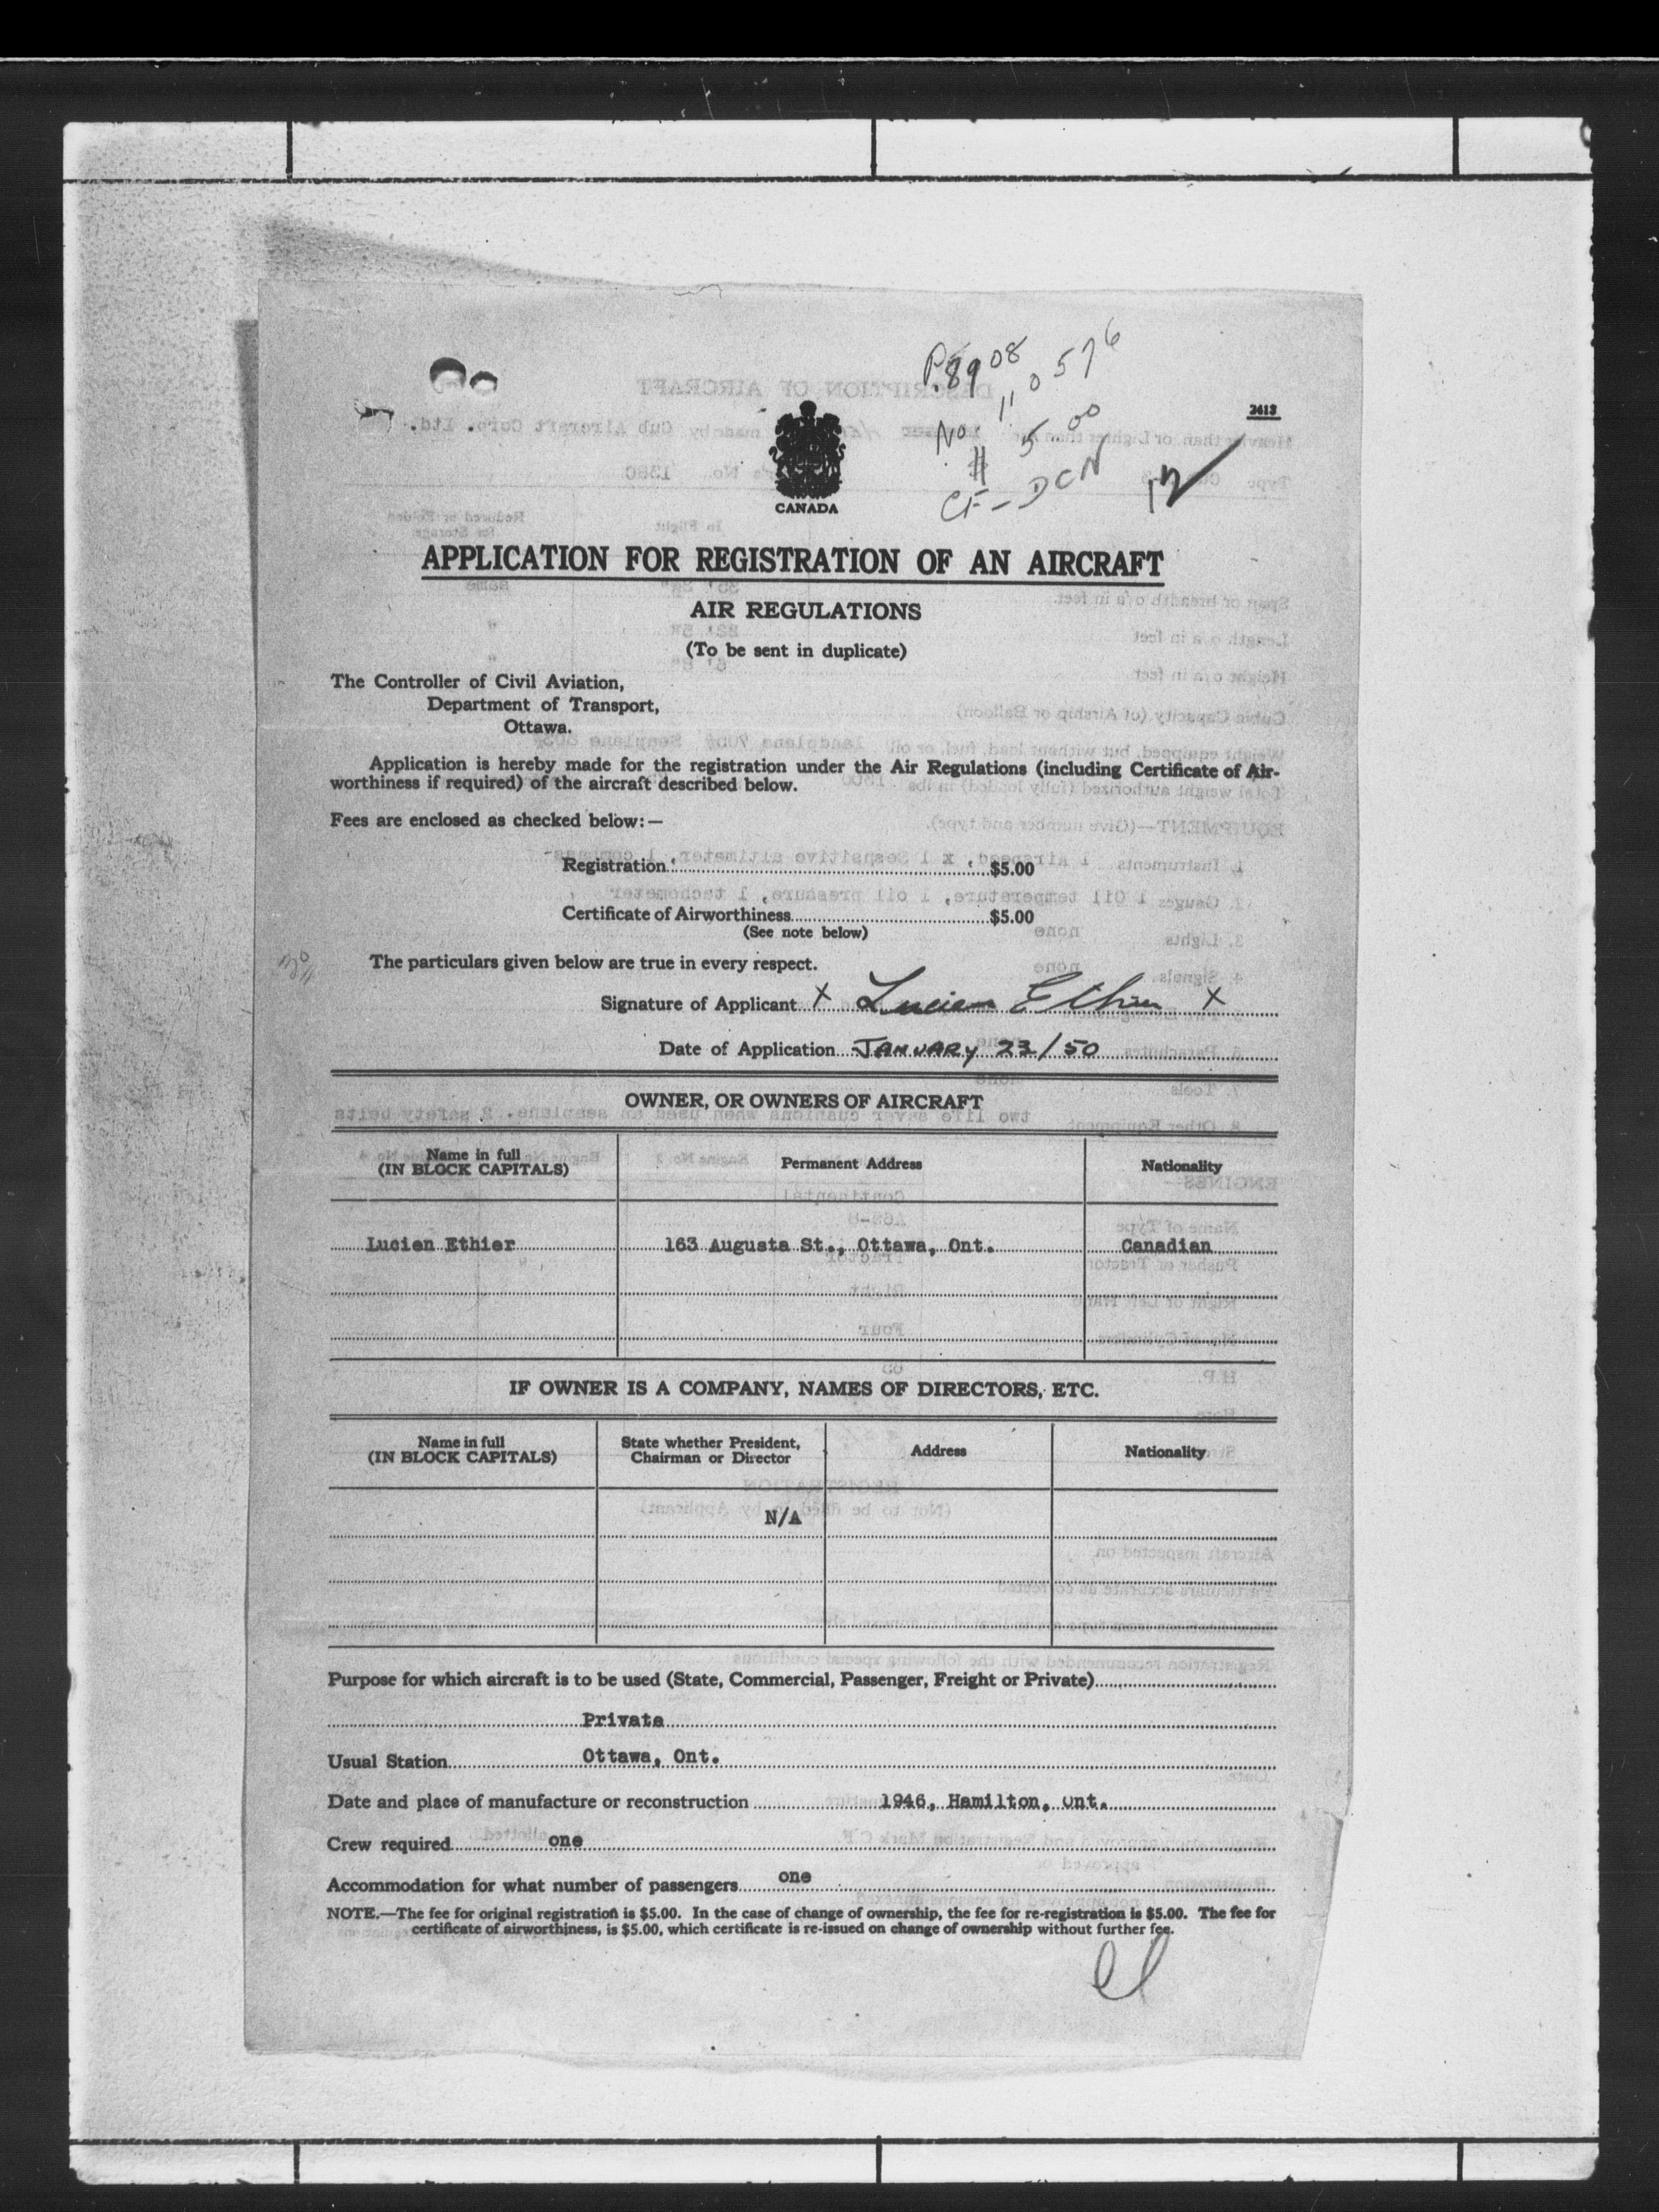 P.8908
No. 110576
# 5.00
CF-DCN
2413
CANADA
APPLICATION FOR REGISTRATION OF AN AIRCRAFT
AIR REGULATIONS
(To be sent in duplicate)
The Controller of Civil Aviation,
Department of Transport,
Ottawa.
Application is hereby made for the registration under the Air Regulations (including Certificate of Air-
worthiness if required) of the aircraft described below.
Fees are enclosed as checked below:—
Registration $5.00
Certificate of Airworthiness $5.00
(See note below)
The particulars given below are true in every respect.
Signature of Applicant X Lucien Ethier X
Date of Application JANUARY 23/50
OWNER, OR OWNERS OF AIRCRAFT
Name in full
(IN BLOCK CAPITALS) Permanent Address Nationality
Lucien Ethier 163 Augusta St., Ottawa, Ont. Canadian
IF OWNER IS A COMPANY, NAMES OF DIRECTORS, ETC.
Name in full
(IN BLOCK CAPITALS) State whether President,
Chairman or Director Address Nationality
N/A
Purpose for which aircraft is to be used (State, Commercial, Passenger, Freight or Private)
Private
Usual Station Ottawa, Ont.
Date and place of manufacture or reconstruction 1946, Hamilton, Ont.
Crew required one
Accommodation for what number of passengers one
NOTE.—The fee for original registration is $5.00. In the case of change of ownership, the fee for re-registration is $5.00. The fee for
certificate of airworthiness, is $5.00, which certificate is re-issued on change of ownership without further fee.